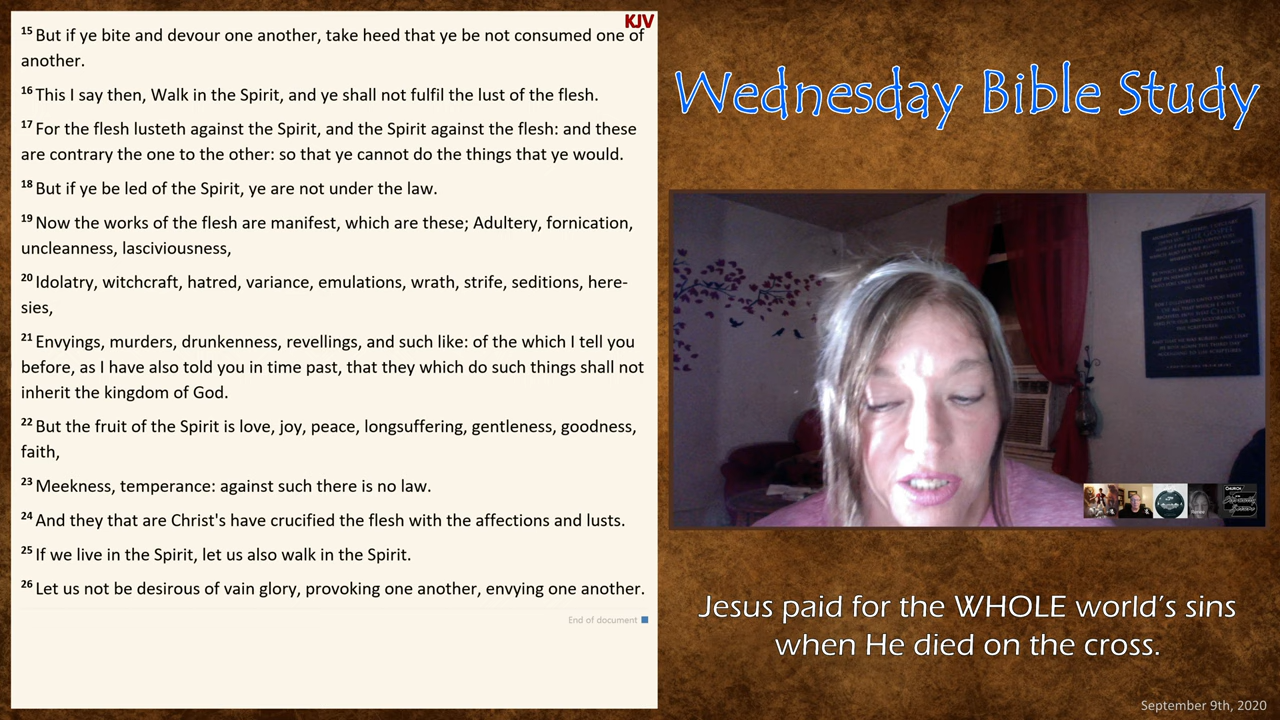 KJV
15 But if ye bite and devour one another, take heed that ye be not consumed one of
another.
16 This I say then, Walk in the Spirit, and ye shall not fulfil the lust of the flesh.
17 For the flesh lusteth against the Spirit, and the Spirit against the flesh: and these
are contrary the one to the other: so that ye cannot do the things that ye would.
18 But if ye be led of the Spirit, ye are not under the law.
19 Now the works of the flesh are manifest, which are these; Adultery, fornication,
uncleanness, lasciviousness,
20 Idolatry, witchcraft, hatred, variance, emulations, wrath, strife, seditions, here-
sies,
21 Envyings, murders, drunkenness, revellings, and such like: of the which I tell you
before, as I have also told you in time past, that they which do such things shall not
inherit the kingdom of God.
22 But the fruit of the Spirit is love, joy, peace, longsuffering, gentleness, goodness,
faith,
23 Meekness, temperance: against such there is no law.
24 And they that are Christ's have crucified the flesh with the affections and lusts.
25 If we live in the Spirit, let us also walk in the Spirit.
26 Let us not be desirous of vain glory, provoking one another, envying one another.
End of document
Wednesday Bible Study
Jesus paid for the WHOLE world's sins
when He died on the cross.
September 9th, 2020